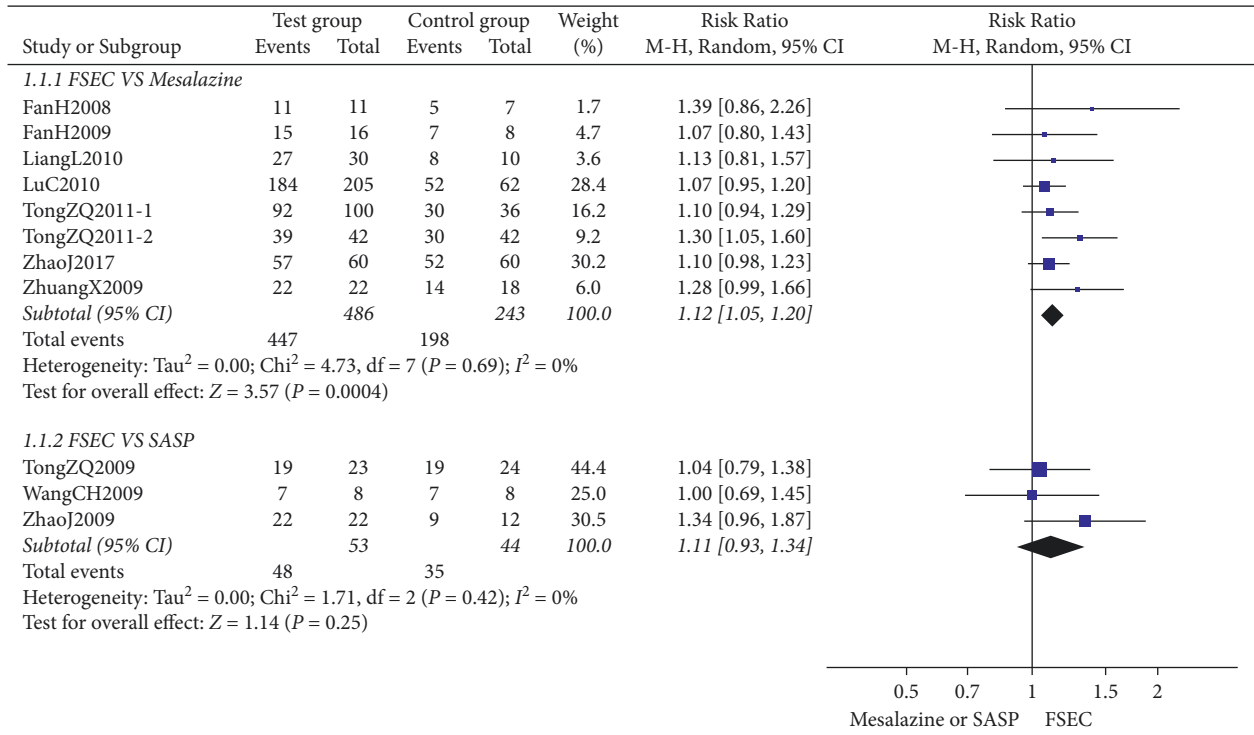 Test group Control group Weight Risk Ratio Risk Ratio
Study or Subgroup Events Total Events Total (%) M-H, Random, 95% CI M-H, Random, 95% CI
1.1.1 FSEC VS Mesalazine
FanH2008 11 11 5 7 1.7 1.39 [0.86, 2.26]
FanH2009 15 16 7 8 4.7 1.07 [0.80, 1.43]
LiangL2010 27 30 8 10 3.6 1.13 [0.81, 1.57]
LuC2010 184 205 52 62 28.4 1.07 [0.95, 1.20]
TongZQ2011-1 92 100 30 36 16.2 1.10 [0.94, 1.29]
TongZQ2011-2 39 42 30 42 9.2 1.30 [1.05, 1.60]
ZhaoJ2017 57 60 52 60 30.2 1.10 [0.98, 1.23]
ZhuangX2009 22 22 14 18 6.0 1.28 [0.99, 1.66]
Subtotal (95% CI) 486 243 100.0 1.12 [1.05, 1.20]
Total events 447 198
Heterogeneity: Tau² = 0.00; Chi² = 4.73, df = 7 (P = 0.69); I² = 0%
Test for overall effect: Z = 3.57 (P = 0.0004)
1.1.2 FSEC VS SASP
TongZQ2009 19 23 19 24 44.4 1.04 [0.79, 1.38]
WangCH2009 7 8 7 8 25.0 1.00 [0.69, 1.45]
ZhaoJ2009 22 22 9 12 30.5 1.34 [0.96, 1.87]
Subtotal (95% CI) 53 44 100.0 1.11 [0.93, 1.34]
Total events 48 35
Heterogeneity: Tau² = 0.00; Chi² = 1.71, df = 2 (P = 0.42); I² = 0%
Test for overall effect: Z = 1.14 (P = 0.25)
0.5 0.7 1 1.5 2
Mesalazine or SASP FSEC